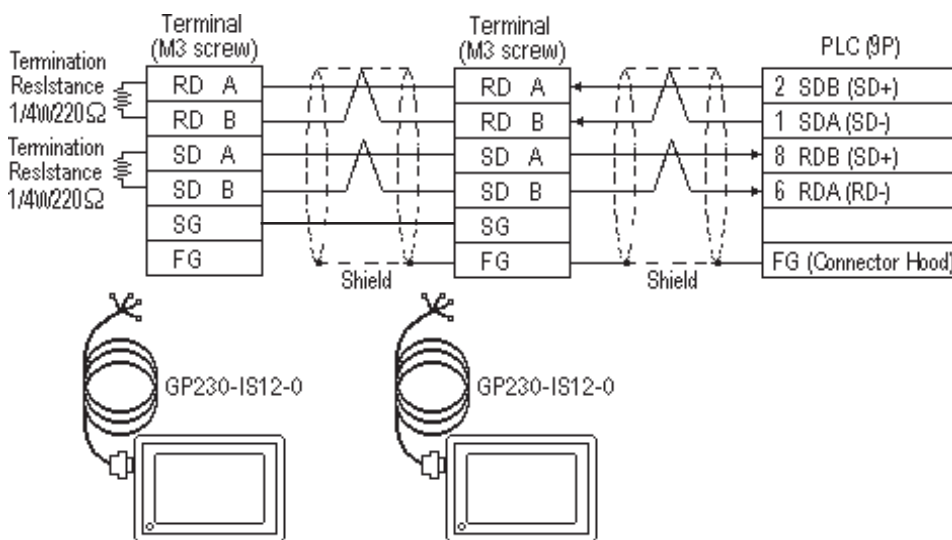 Terminal
(M3 screw)
Terminal
(M3 screw)
PLC (9P)
Termination
Resistance
1/4W220Ω
Termination
Resistance
1/4W220Ω
RD A
RD B
SD A
SD B
SG
FG
RD A
RD B
SD A
SD B
SG
FG
2 SDB (SD+)
1 SDA (SD-)
8 RDB (SD+)
6 RDA (RD-)
FG (Connector Hood)
Shield
Shield
GP230-IS12-0
GP230-IS12-0